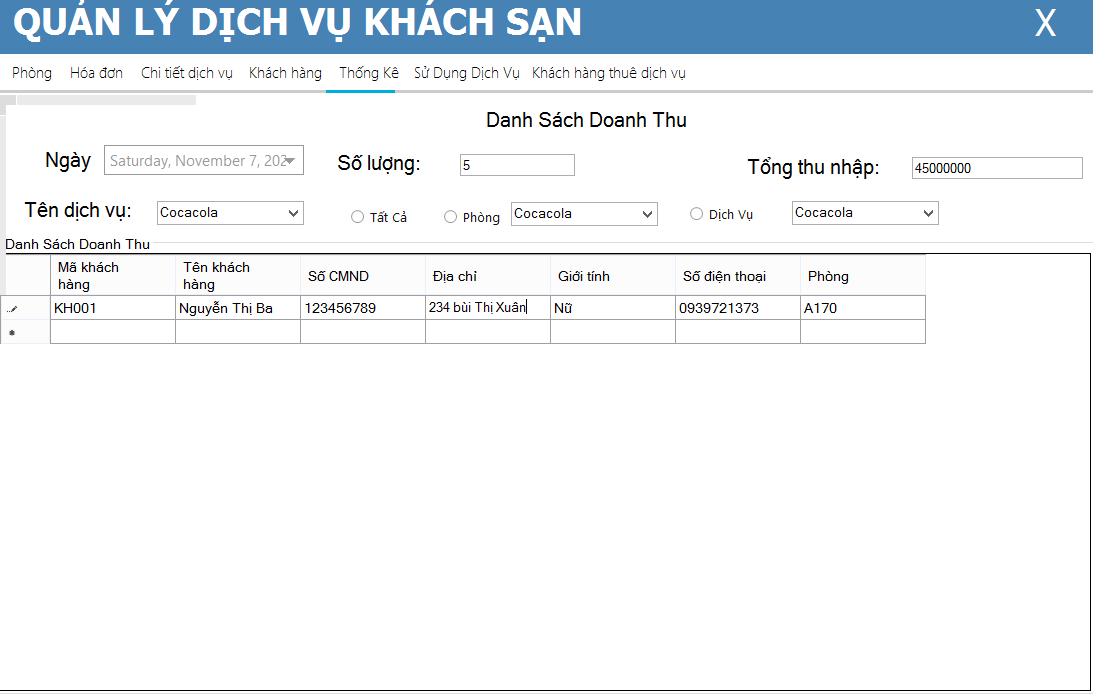 QUẢN LÝ DỊCH VỤ KHÁCH SẠN X
Phòng Hóa đơn Chi tiết dịch vụ Khách hàng Thống Kê Sử Dụng Dịch Vụ Khách hàng thuê dịch vụ
Danh Sách Doanh Thu
Ngày Saturday, November 7, 202 Số lượng: 5 Tổng thu nhập: 45000000
Tên dịch vụ: Cocacola Tất Cả Phòng Cocacola Dịch Vụ Cocacola
Danh Sách Doanh Thu
Mã khách hàng Tên khách hàng Số CMND Địa chỉ Giới tính Số điện thoại Phòng
KH001 Nguyễn Thị Ba 123456789 234 bùi Thị Xuân Nữ 0939721373 A170